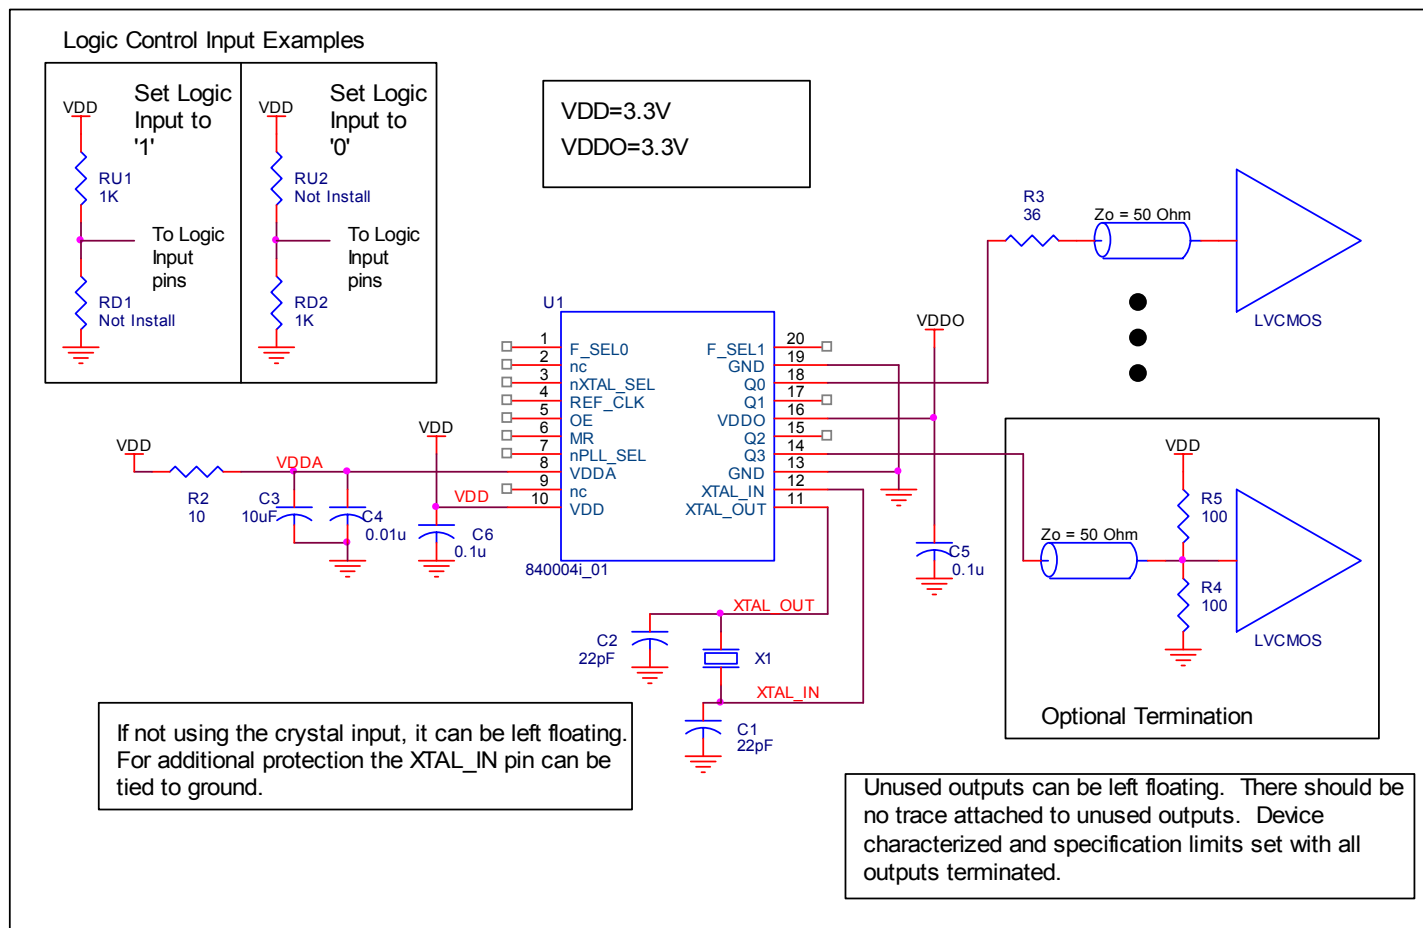 Logic Control Input Examples
VDD
Set Logic
Input to
'1'
RU1
1K
To Logic
Input
pins
RD1
Not Install
VDD
Set Logic
Input to
'0'
RU2
Not Install
To Logic
Input
pins
RD2
1K
VDD=3.3V
VDDO=3.3V
R3
36
Zo = 50 Ohm
LVCMOS
U1
1
F_SEL0
2
nc
3
nXTAL_SEL
4
REF_CLK
5
OE
6
MR
7
nPLL_SEL
8
VDDA
9
nc
10
VDD
20
F_SEL1
19
GND
18
Q0
17
Q1
16
VDDO
15
Q2
14
Q3
13
GND
12
XTAL_IN
11
XTAL_OUT
840004i_01
VDD
R2
10
VDDA
C3
10uF
C4
0.01u
VDD
VDD
C6
0.1u
VDDO
C5
0.1u
XTAL_OUT
C2
22pF
X1
XTAL_IN
C1
22pF
VDD
R5
100
Zo = 50 Ohm
R4
100
LVCMOS
Optional Termination
If not using the crystal input, it can be left floating.
For additional protection the XTAL_IN pin can be
tied to ground.
Unused outputs can be left floating. There should be
no trace attached to unused outputs. Device
characterized and specification limits set with all
outputs terminated.